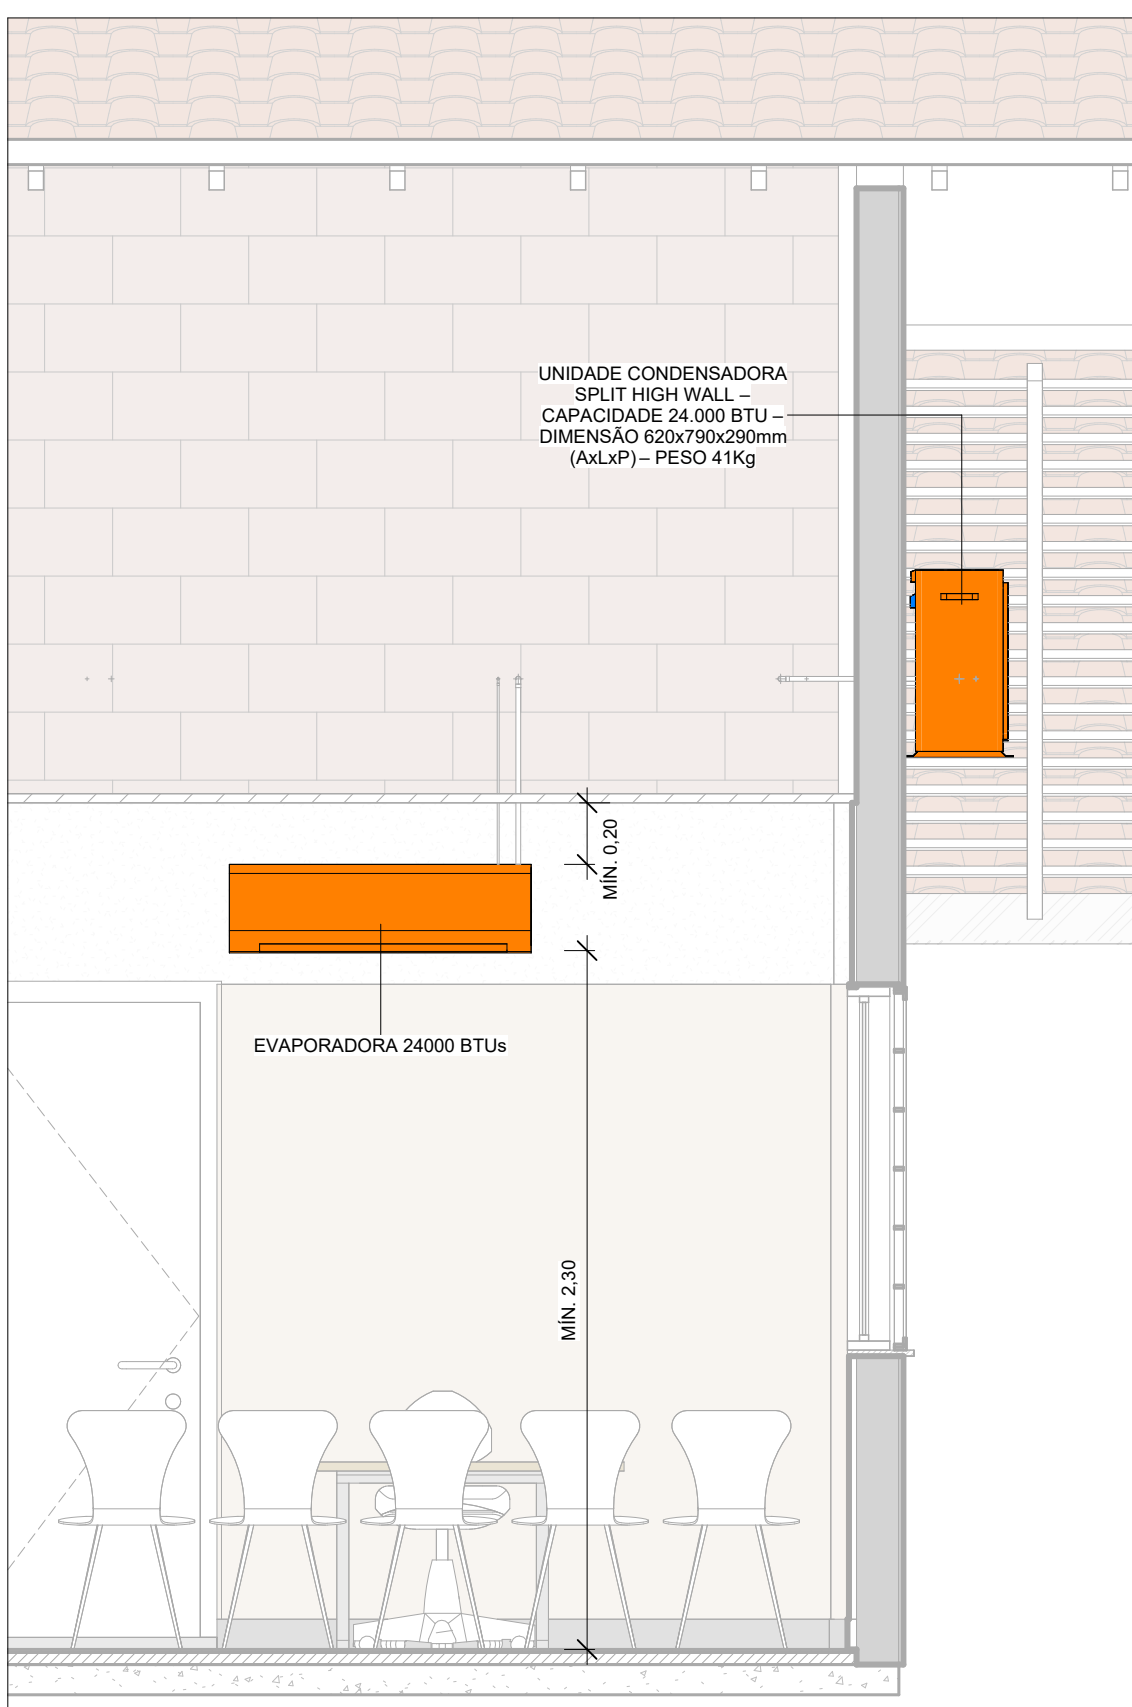 UNIDADE CONDENSADORA
SPLIT HIGH WALL –
CAPACIDADE 24.000 BTU –
DIMENSÃO 620x790x290mm
(AxLxP) – PESO 41Kg
MÍN. 0,20
EVAPORADORA 24000 BTUs
MÍN. 2,30